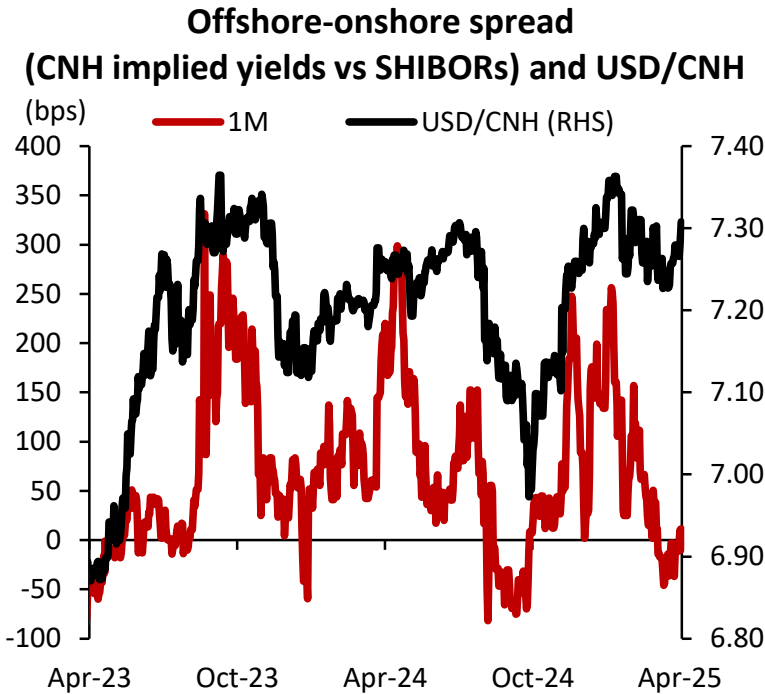 Offshore-onshore spread
(CNH implied yields vs SHIBORs) and USD/CNH
(bps)
1M
USD/CNH (RHS)
400
350
300
250
200
150
100
50
0
-50
-100
7.40
7.30
7.20
7.10
7.00
6.90
6.80
Apr-23
Oct-23
Apr-24
Oct-24
Apr-25